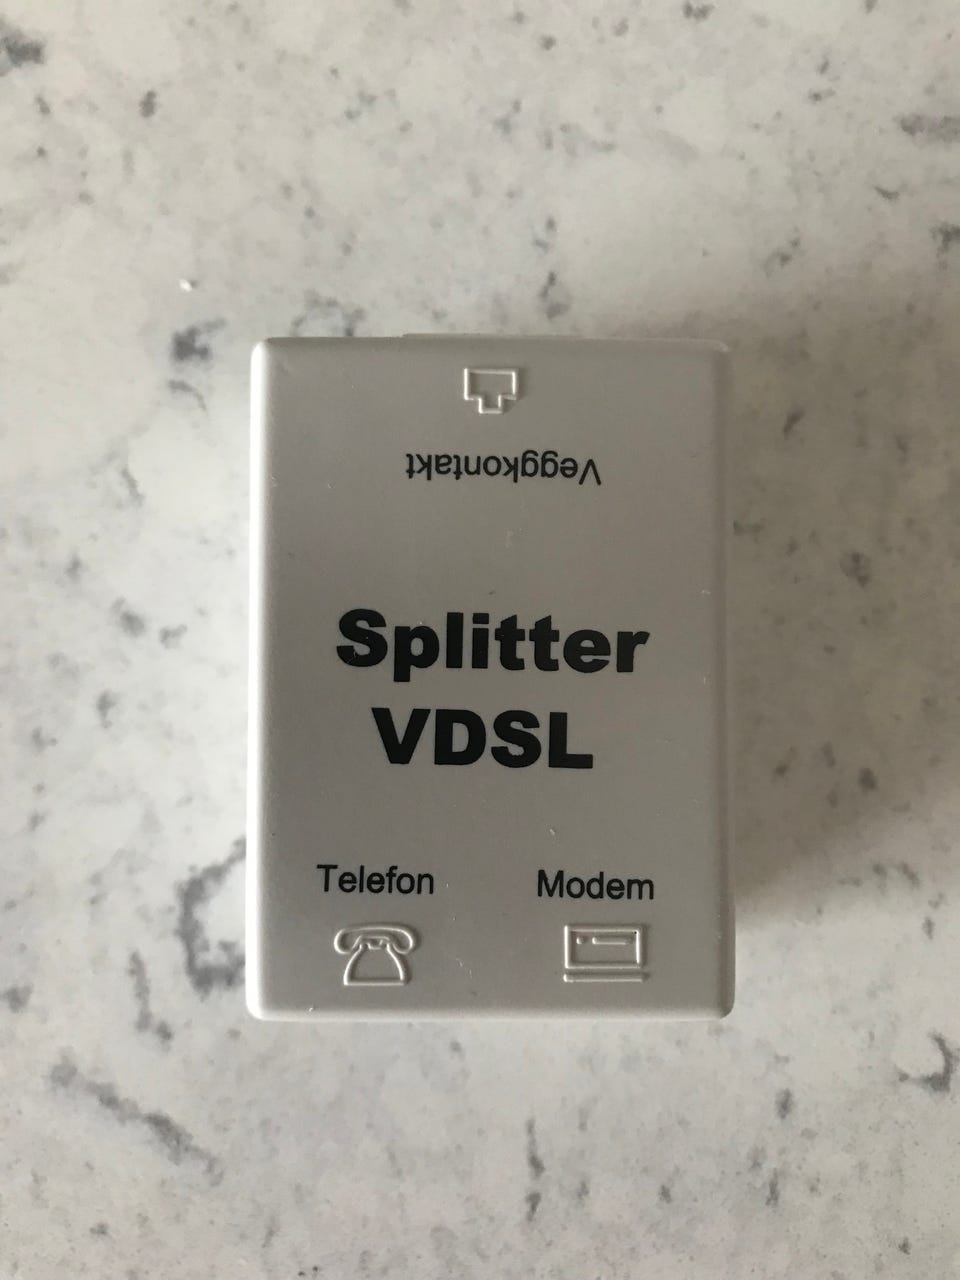 Veggkontakt
Splitter
VDSL
Telefon
Modem